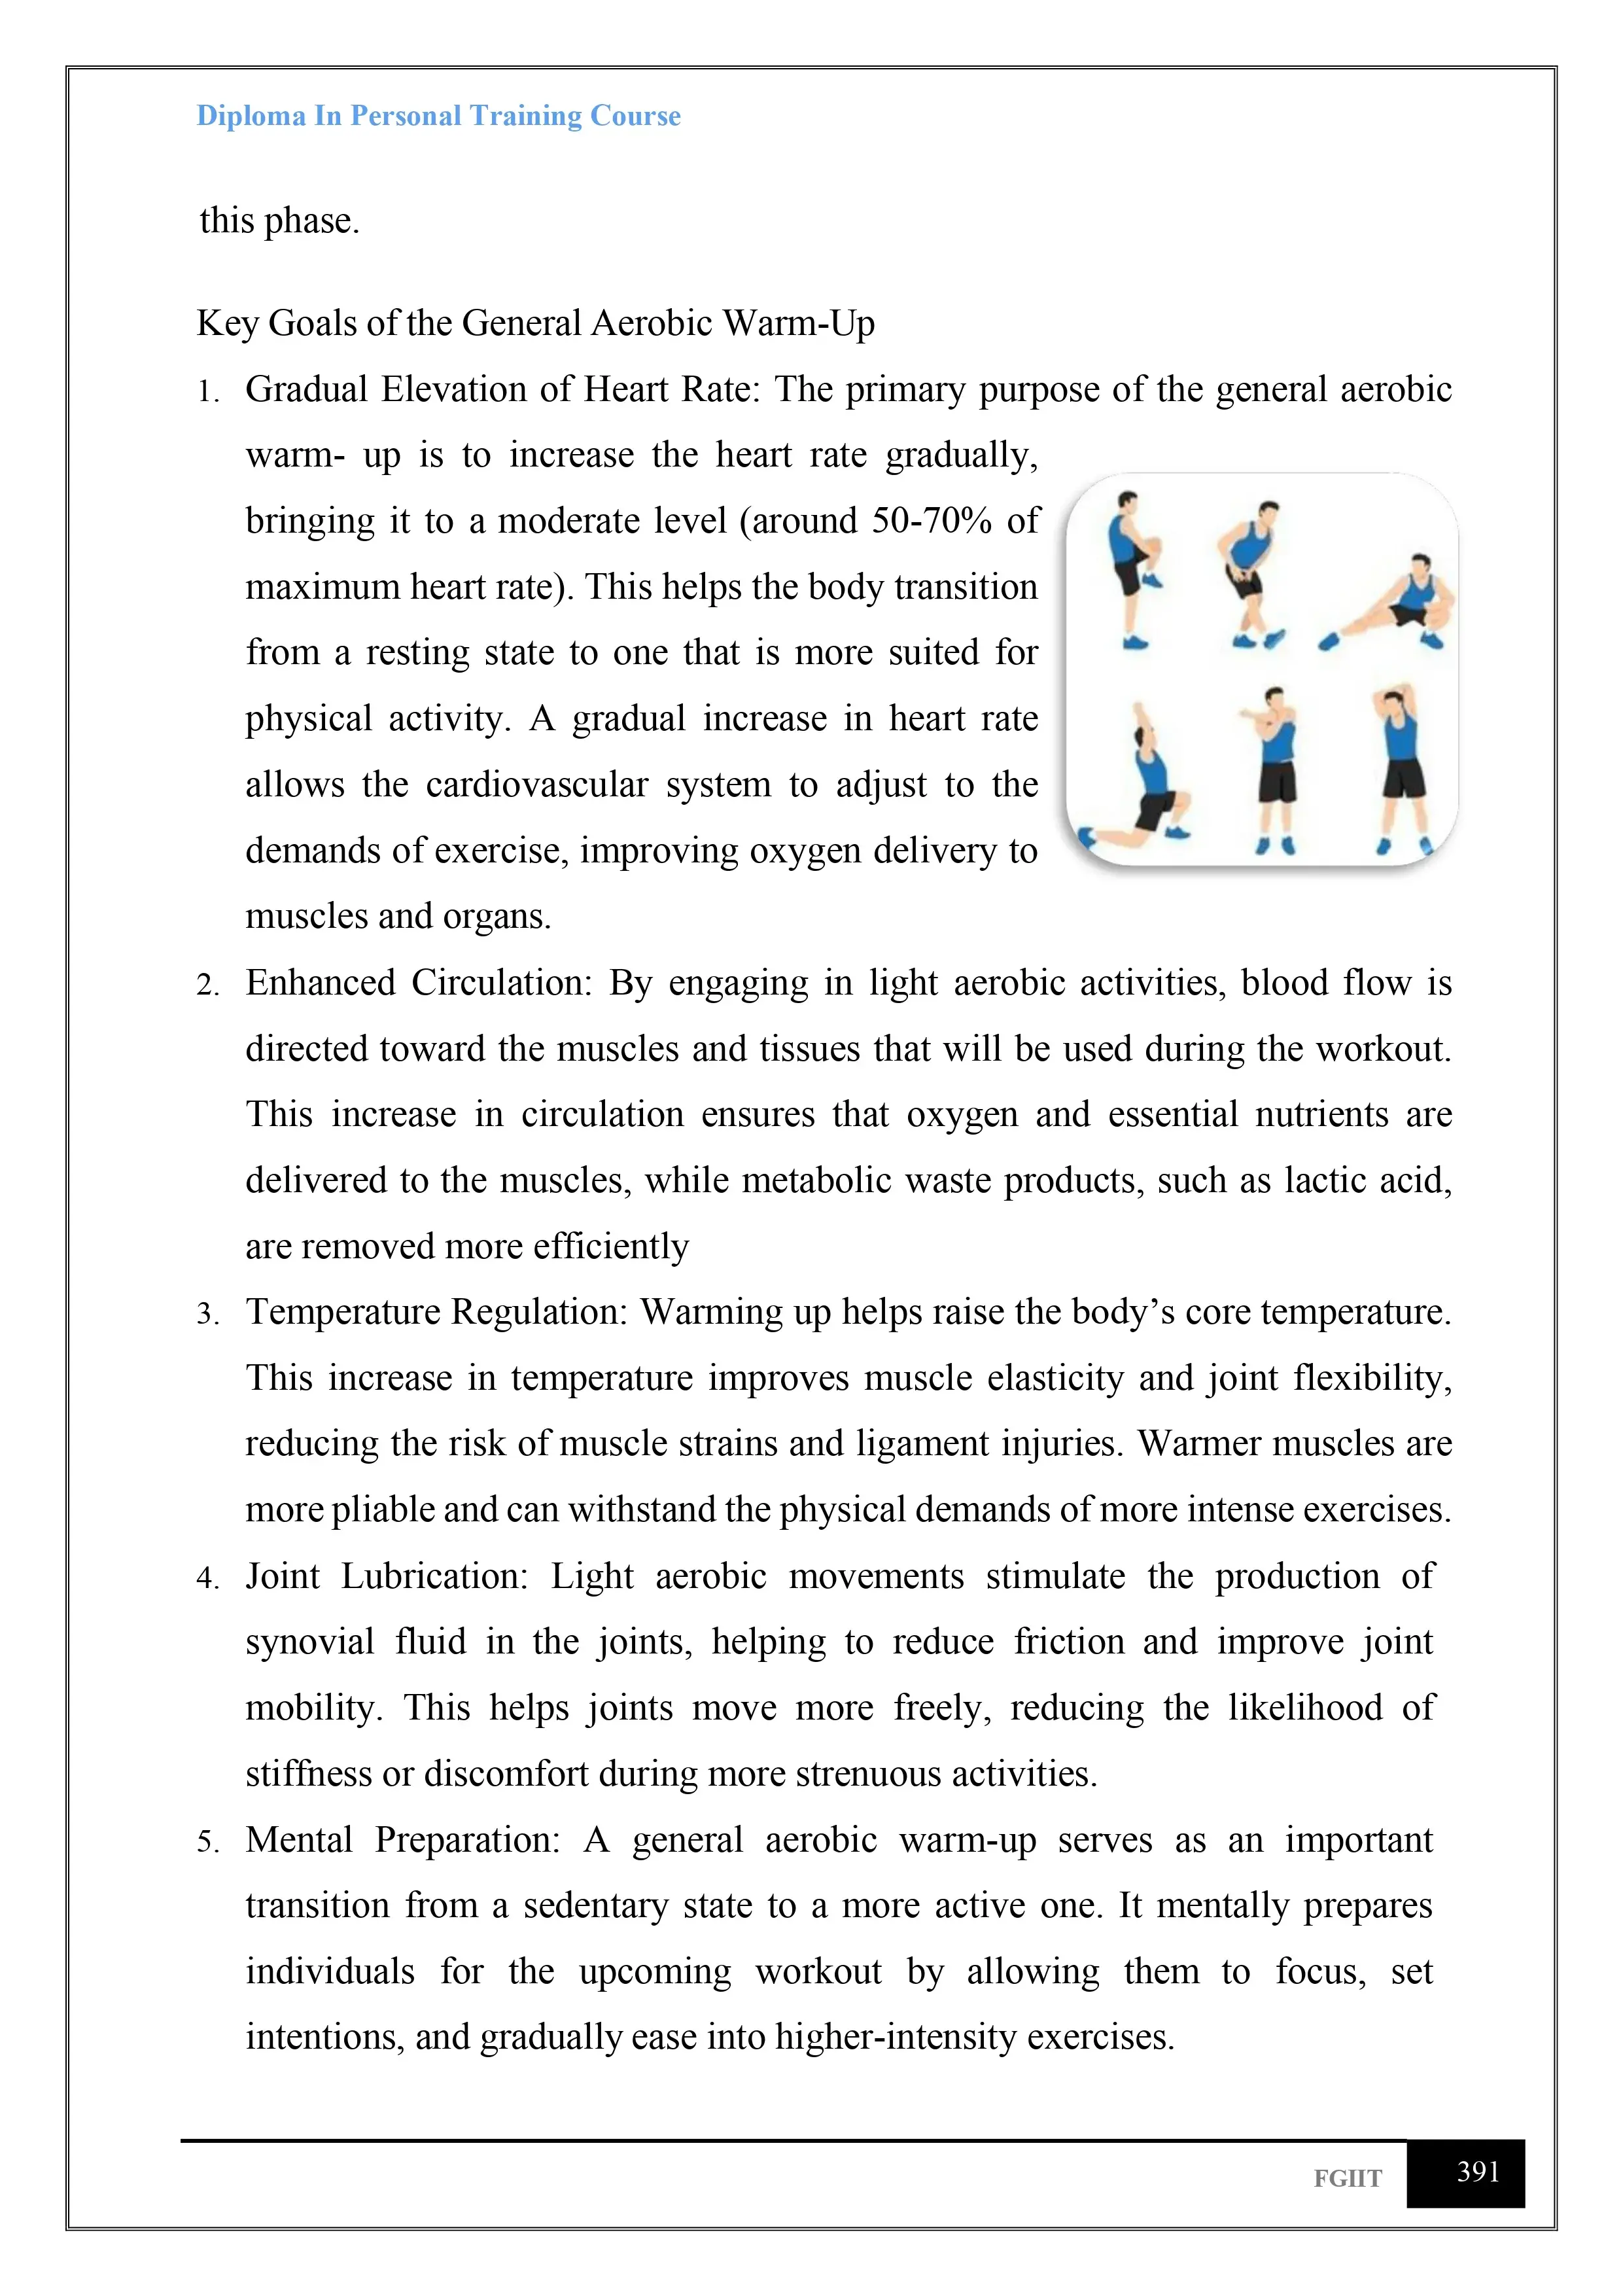 Diploma In Personal Training Course
this phase.
Key Goals of the General Aerobic Warm-Up
1. Gradual Elevation of Heart Rate: The primary purpose of the general aerobic
warm- up is to increase the heart rate gradually,
bringing it to a moderate level (around 50-70% of
maximum heart rate). This helps the body transition
from a resting state to one that is more suited for
physical activity. A gradual increase in heart rate
allows the cardiovascular system to adjust to the
demands of exercise, improving oxygen delivery to
muscles and organs.
2. Enhanced Circulation: By engaging in light aerobic activities, blood flow is
directed toward the muscles and tissues that will be used during the workout.
This increase in circulation ensures that oxygen and essential nutrients are
delivered to the muscles, while metabolic waste products, such as lactic acid,
are removed more efficiently
3. Temperature Regulation: Warming up helps raise the body’s core temperature.
This increase in temperature improves muscle elasticity and joint flexibility,
reducing the risk of muscle strains and ligament injuries. Warmer muscles are
more pliable and can withstand the physical demands of more intense exercises.
4. Joint Lubrication: Light aerobic movements stimulate the production of
synovial fluid in the joints, helping to reduce friction and improve joint
mobility. This helps joints move more freely, reducing the likelihood of
stiffness or discomfort during more strenuous activities.
5. Mental Preparation: A general aerobic warm-up serves as an important
transition from a sedentary state to a more active one. It mentally prepares
individuals for the upcoming workout by allowing them to focus, set
intentions, and gradually ease into higher-intensity exercises.
FGIIT 391